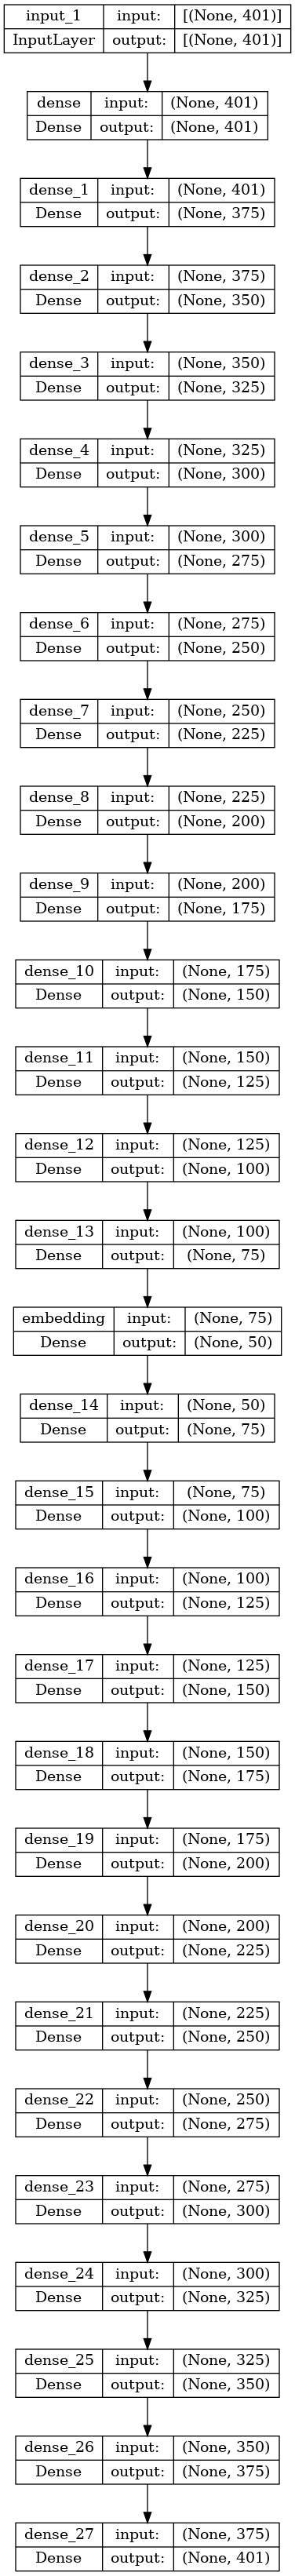 input_1 input: [(None, 401)]
InputLayer output: [(None, 401)]
dense input: (None, 401)
Dense output: (None, 401)
dense_1 input: (None, 401)
Dense output: (None, 375)
dense_2 input: (None, 375)
Dense output: (None, 350)
dense_3 input: (None, 350)
Dense output: (None, 325)
dense_4 input: (None, 325)
Dense output: (None, 300)
dense_5 input: (None, 300)
Dense output: (None, 275)
dense_6 input: (None, 275)
Dense output: (None, 250)
dense_7 input: (None, 250)
Dense output: (None, 225)
dense_8 input: (None, 225)
Dense output: (None, 200)
dense_9 input: (None, 200)
Dense output: (None, 175)
dense_10 input: (None, 175)
Dense output: (None, 150)
dense_11 input: (None, 150)
Dense output: (None, 125)
dense_12 input: (None, 125)
Dense output: (None, 100)
dense_13 input: (None, 100)
Dense output: (None, 75)
embedding input: (None, 75)
Dense output: (None, 50)
dense_14 input: (None, 50)
Dense output: (None, 75)
dense_15 input: (None, 75)
Dense output: (None, 100)
dense_16 input: (None, 100)
Dense output: (None, 125)
dense_17 input: (None, 125)
Dense output: (None, 150)
dense_18 input: (None, 150)
Dense output: (None, 175)
dense_19 input: (None, 175)
Dense output: (None, 200)
dense_20 input: (None, 200)
Dense output: (None, 225)
dense_21 input: (None, 225)
Dense output: (None, 250)
dense_22 input: (None, 250)
Dense output: (None, 275)
dense_23 input: (None, 275)
Dense output: (None, 300)
dense_24 input: (None, 300)
Dense output: (None, 325)
dense_25 input: (None, 325)
Dense output: (None, 350)
dense_26 input: (None, 350)
Dense output: (None, 375)
dense_27 input: (None, 375)
Dense output: (None, 401)